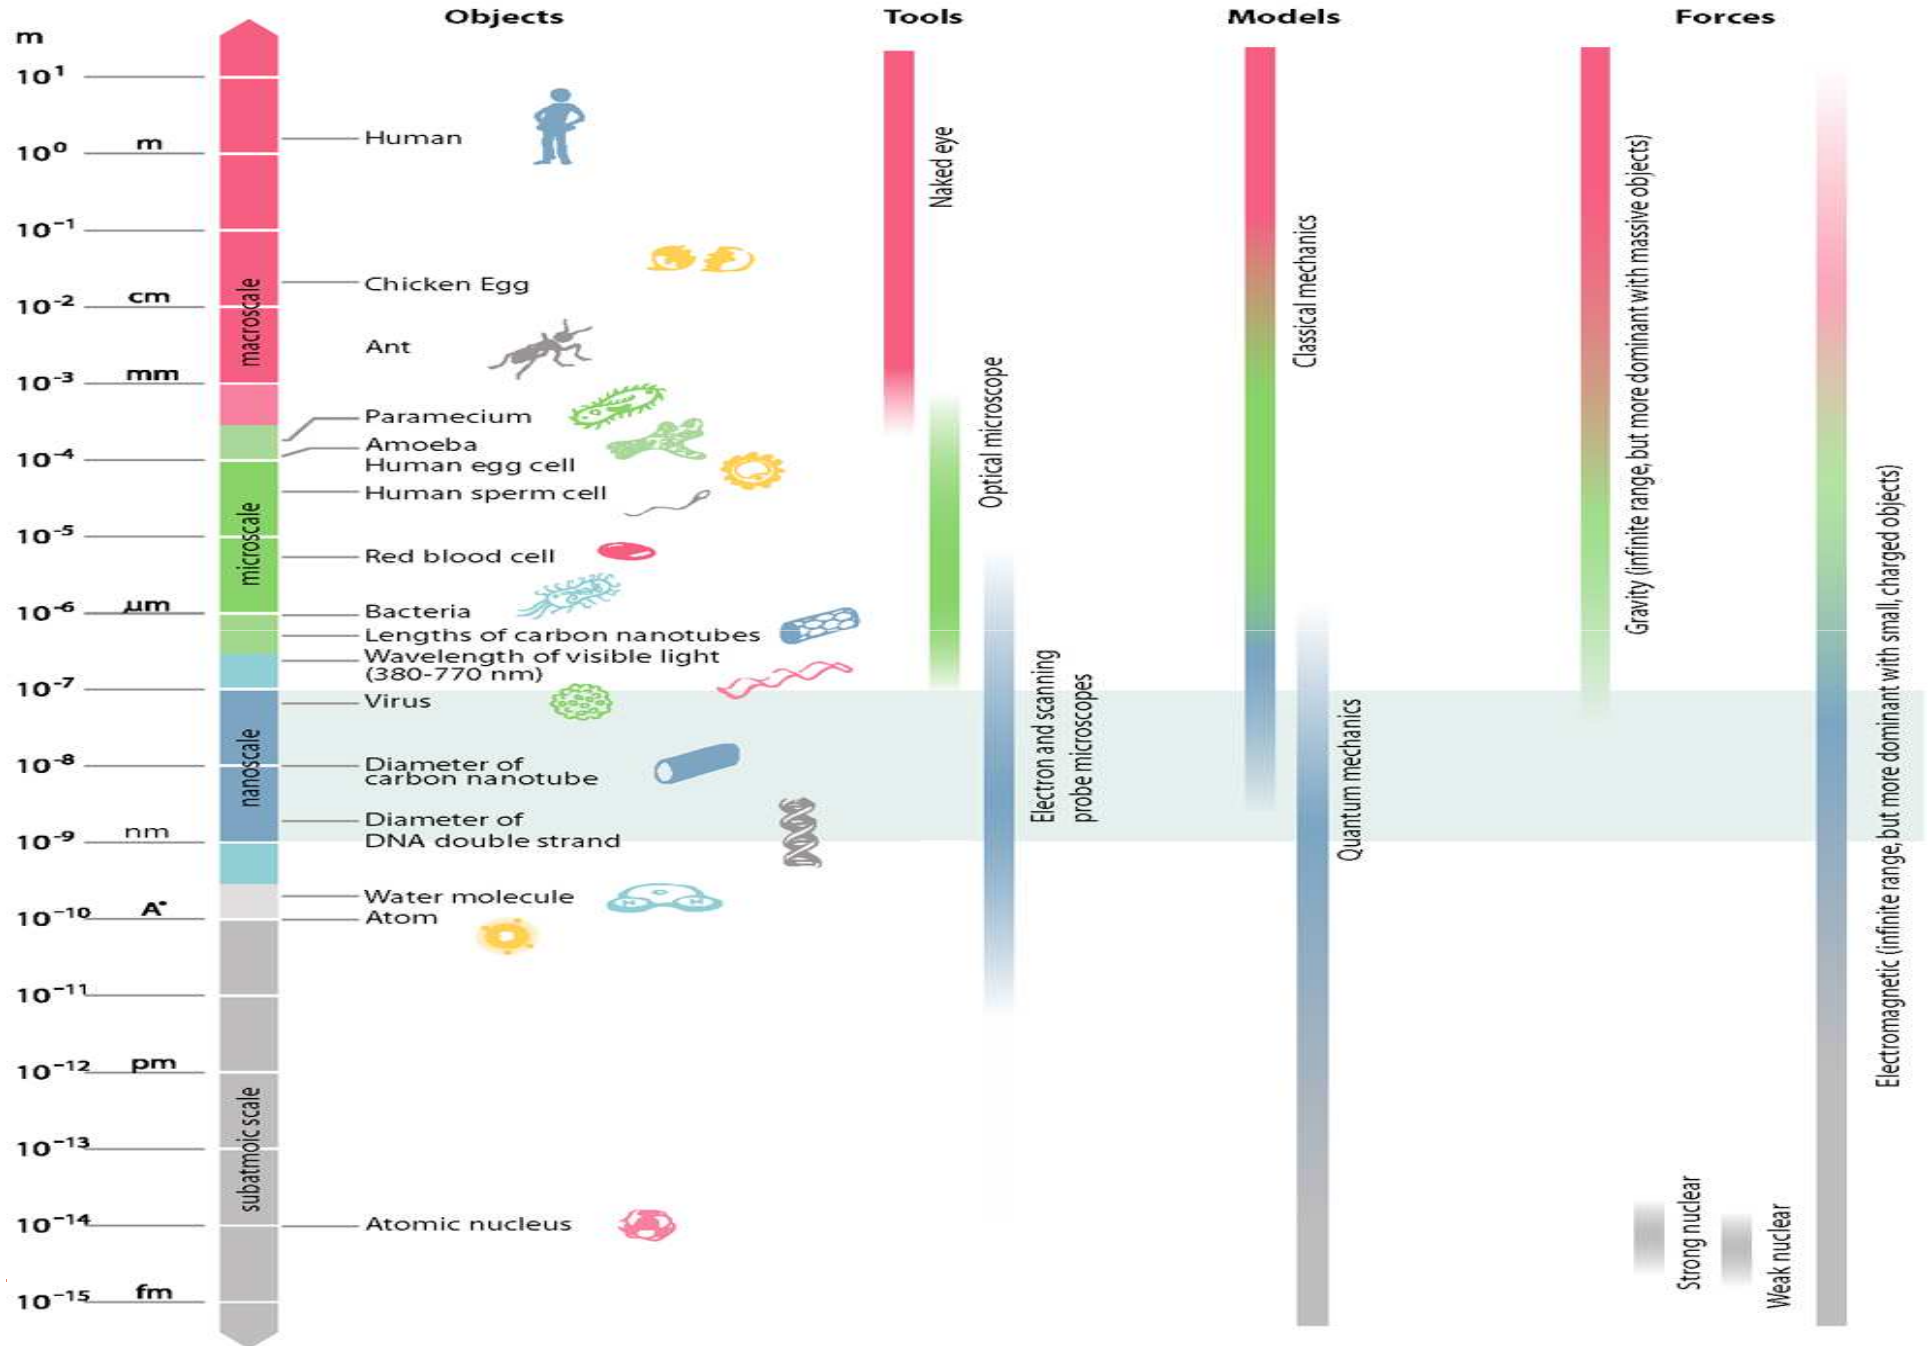 Objects
Tools
Models
Forces
m
10¹
10⁰
m
10⁻¹
10⁻²
cm
10⁻³
mm
10⁻⁴
10⁻⁵
10⁻⁶
µm
10⁻⁷
10⁻⁸
10⁻⁹
nm
10⁻¹⁰
A°
10⁻¹¹
10⁻¹²
pm
10⁻¹³
10⁻¹⁴
10⁻¹⁵
fm
macroscale
microscale
nanoscale
subatmoic scale
Human
Chicken Egg
Ant
Paramecium
Amoeba
Human egg cell
Human sperm cell
Red blood cell
Bacteria
Lengths of carbon nanotubes
Wavelength of visible light
(380-770 nm)
Virus
Diameter of
carbon nanotube
Diameter of
DNA double strand
Water molecule
H H
Atom
Atomic nucleus
Naked eye
Optical microscope
Electron and scanning
probe microscopes
Classical mechanics
Quantum mechanics
Gravity (infinite range, but more dominant with massive objects)
Strong nuclear
Weak nuclear
Electromagnetic (infinite range, but more dominant with small, charged objects)